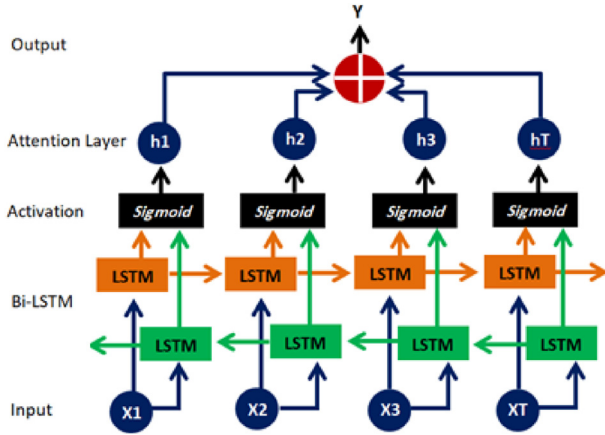 Y
Output
Attention Layer h1 h2 h3 hT
Activation Sigmoid Sigmoid Sigmoid Sigmoid
LSTM LSTM LSTM LSTM
Bi-LSTM
LSTM LSTM LSTM LSTM
Input X1 X2 X3 XT